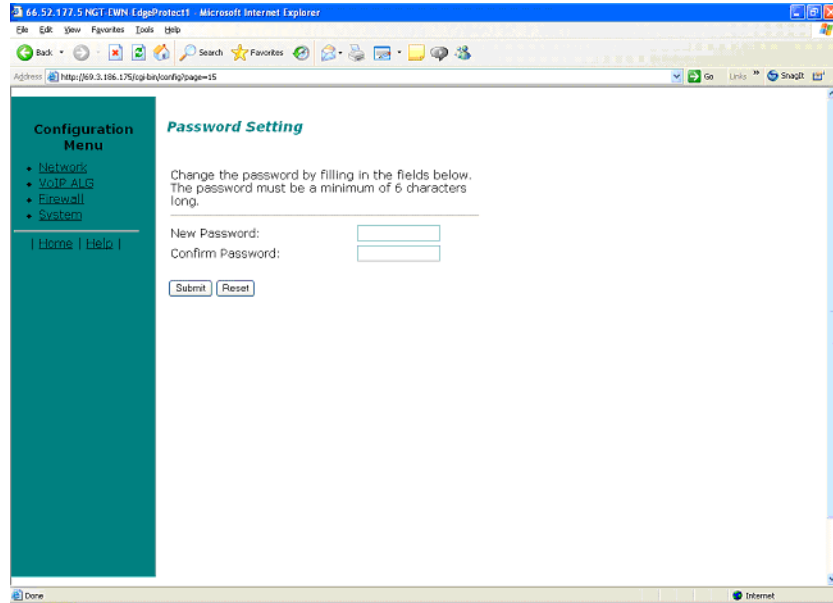 66.52.177.5 NGT-EWN-EdgeProtect1 - Microsoft Internet Explorer
File Edit View Favorites Tools Help
Back Search Favorites
Address http://69.3.186.175/cgi-bin/config?page=15 Go Links » SnagIt
Configuration
Menu
Network
VoIP ALG
Firewall
System
| Home | Help |
Password Setting
Change the password by filling in the fields below.
The password must be a minimum of 6 characters
long.
New Password:
Confirm Password:
Submit Reset
Done Internet